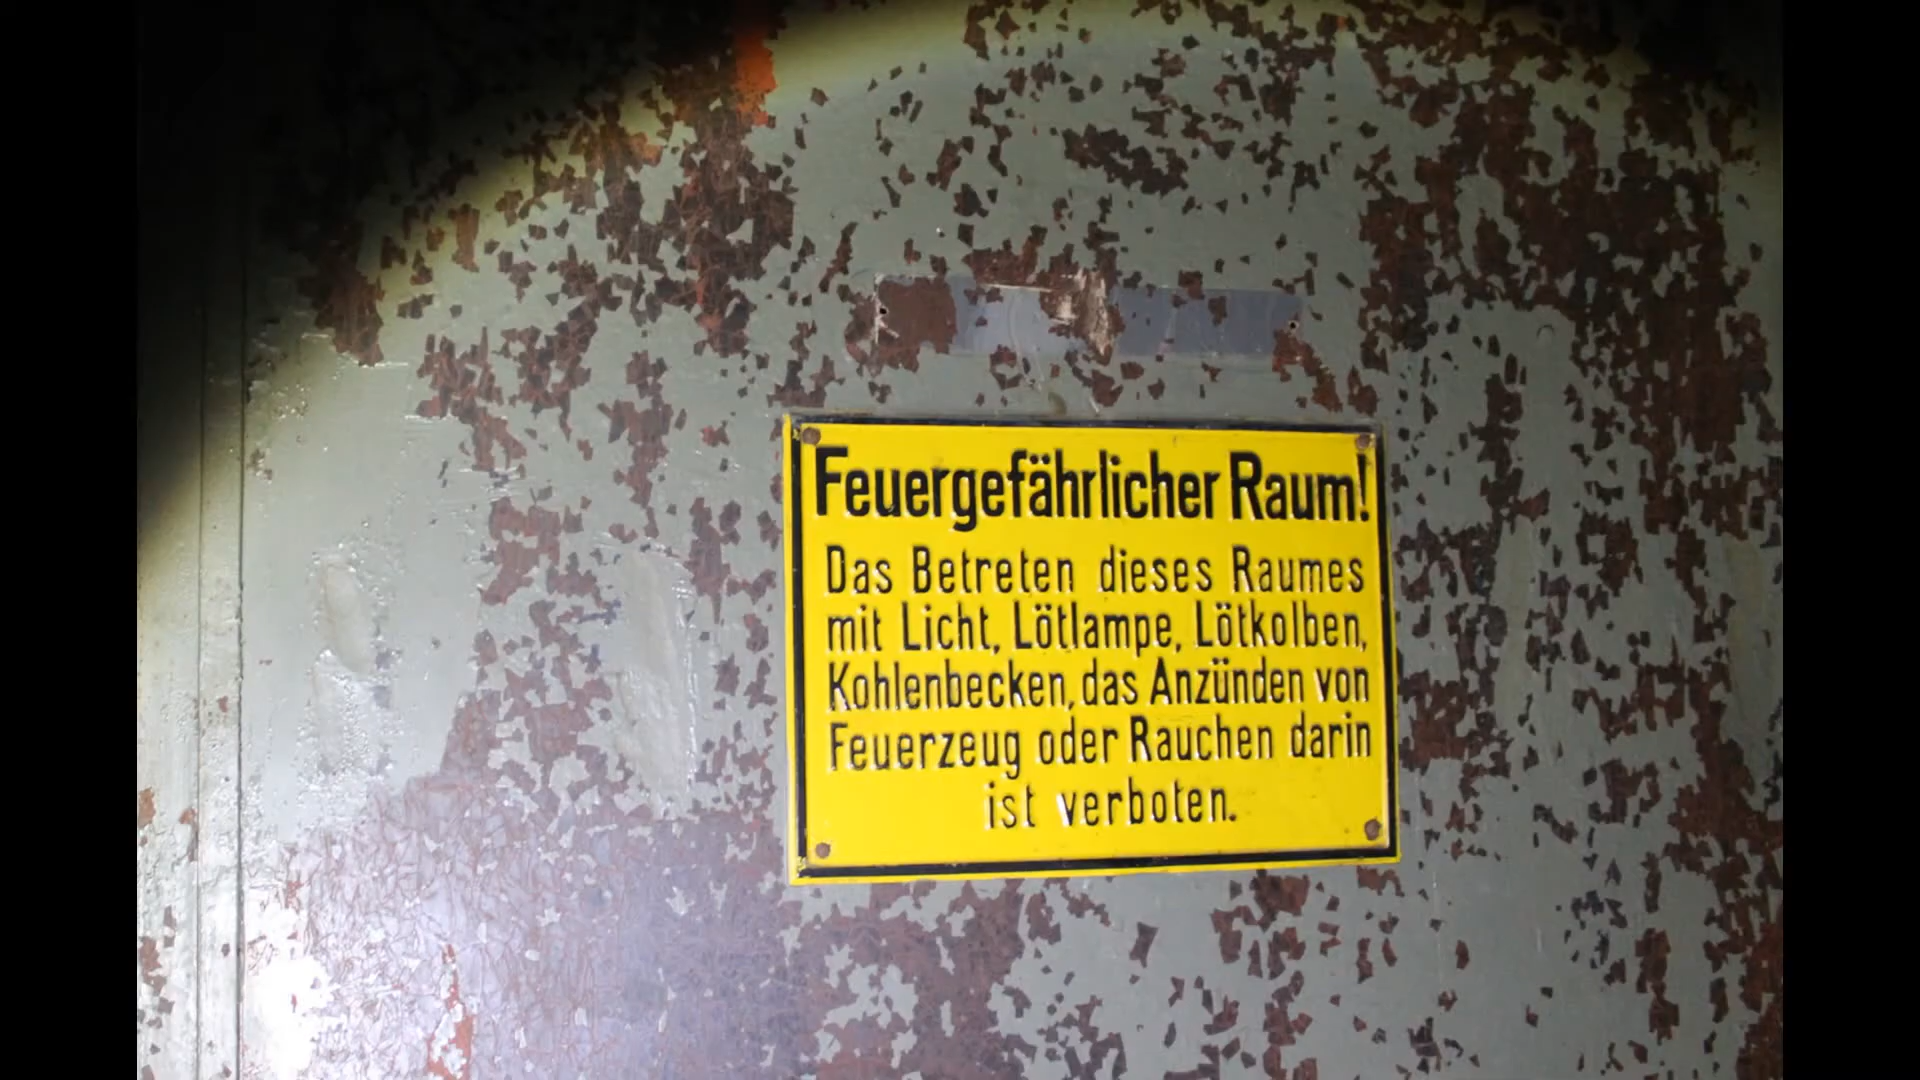 Feuergefährlicher Raum!
Das Betreten dieses Raumes
mit Licht, Lötlampe, Lötkolben,
Kohlenbecken, das Anzünden von
Feuerzeug oder Rauchen darin
ist verboten.